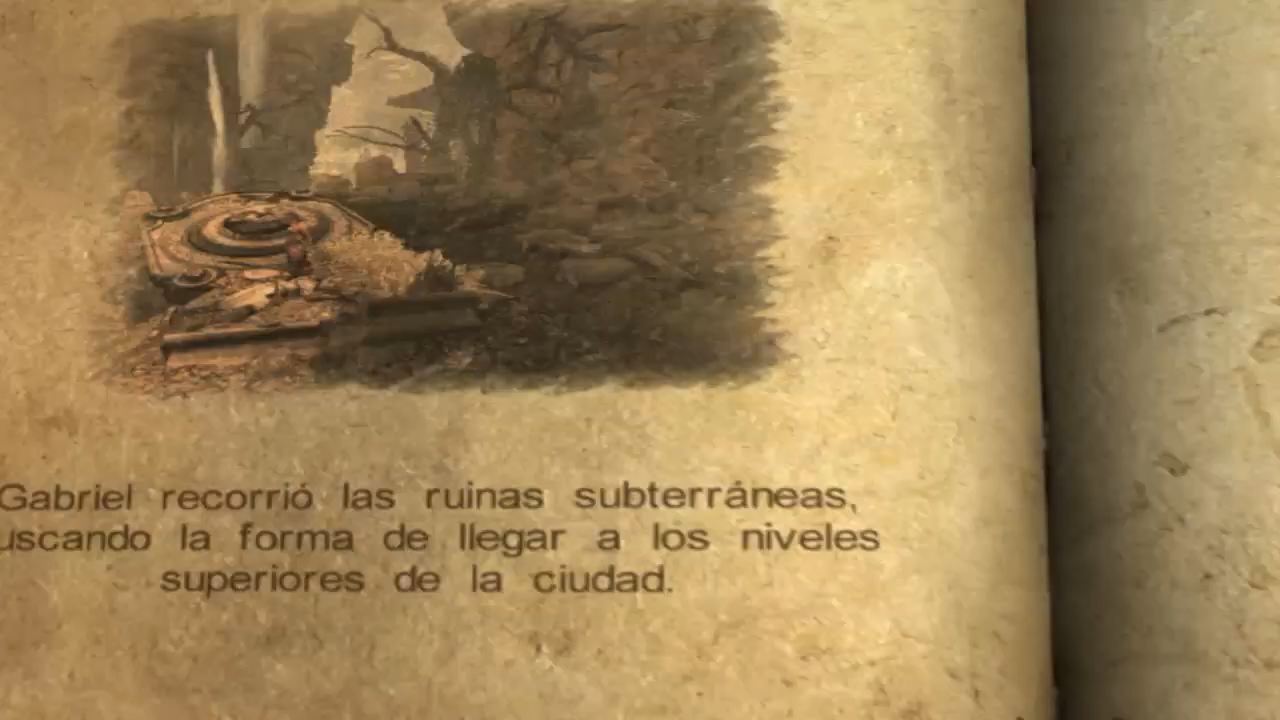 Gabriel recorrió las ruinas subterráneas,
uscando la forma de llegar a los niveles
superiores de la ciudad.